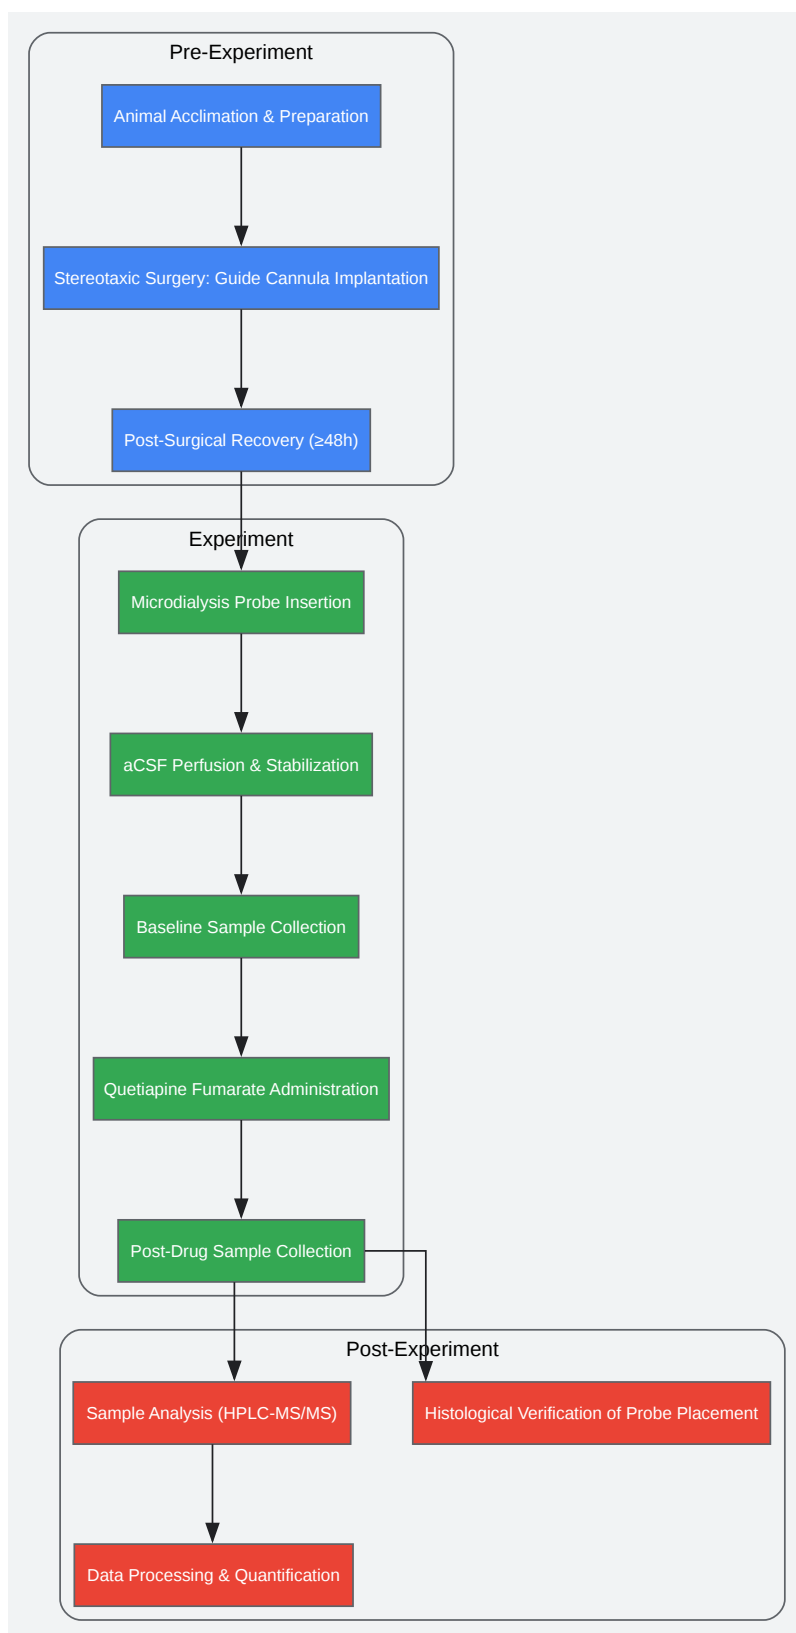 Pre-Experiment
Animal Acclimation & Preparation
Stereotaxic Surgery: Guide Cannula Implantation
Post-Surgical Recovery (≥48h)
Experiment
Microdialysis Probe Insertion
aCSF Perfusion & Stabilization
Baseline Sample Collection
Quetiapine Fumarate Administration
Post-Drug Sample Collection
Post-Experiment
Sample Analysis (HPLC-MS/MS)
Histological Verification of Probe Placement
Data Processing & Quantification